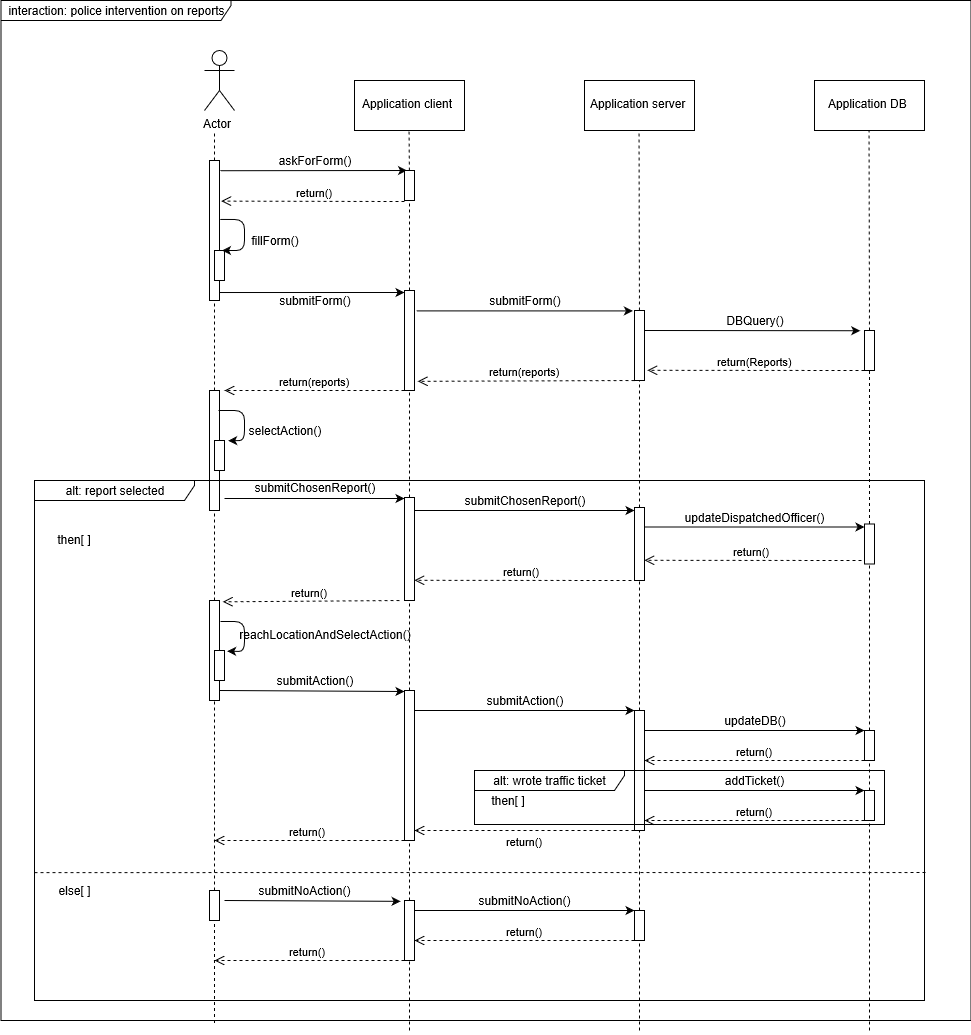 interaction: police intervention on reports
Actor
Application client
Application server
Application DB
askForForm()
return()
fillForm()
submitForm()
submitForm()
DBQuery()
return(Reports)
return(reports)
return(reports)
selectAction()
alt: report selected
submitChosenReport()
submitChosenReport()
updateDispatchedOfficer()
then[ ]
return()
return()
return()
reachLocationAndSelectAction()
submitAction()
submitAction()
updateDB()
return()
alt: wrote traffic ticket
addTicket()
then[ ]
return()
return()
return()
else[ ]
submitNoAction()
submitNoAction()
return()
return()